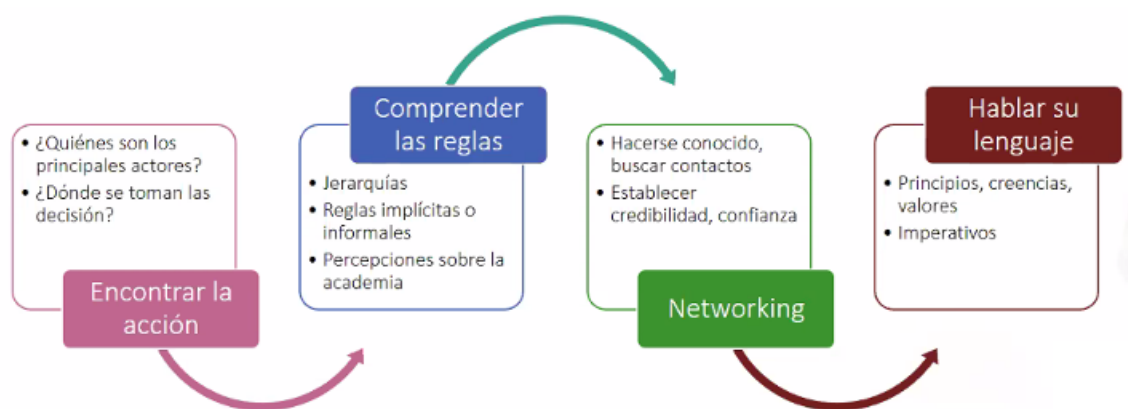 • ¿Quiénes son los
principales actores?
• ¿Dónde se toman las
decisión?
Encontrar la
acción
Comprender
las reglas
• Jerarquías
• Reglas implícitas o
informales
• Percepciones sobre la
academia
• Hacerse conocido,
buscar contactos
• Establecer
credibilidad, confianza
Networking
Hablar su
lenguaje
• Principios, creencias,
valores
• Imperativos